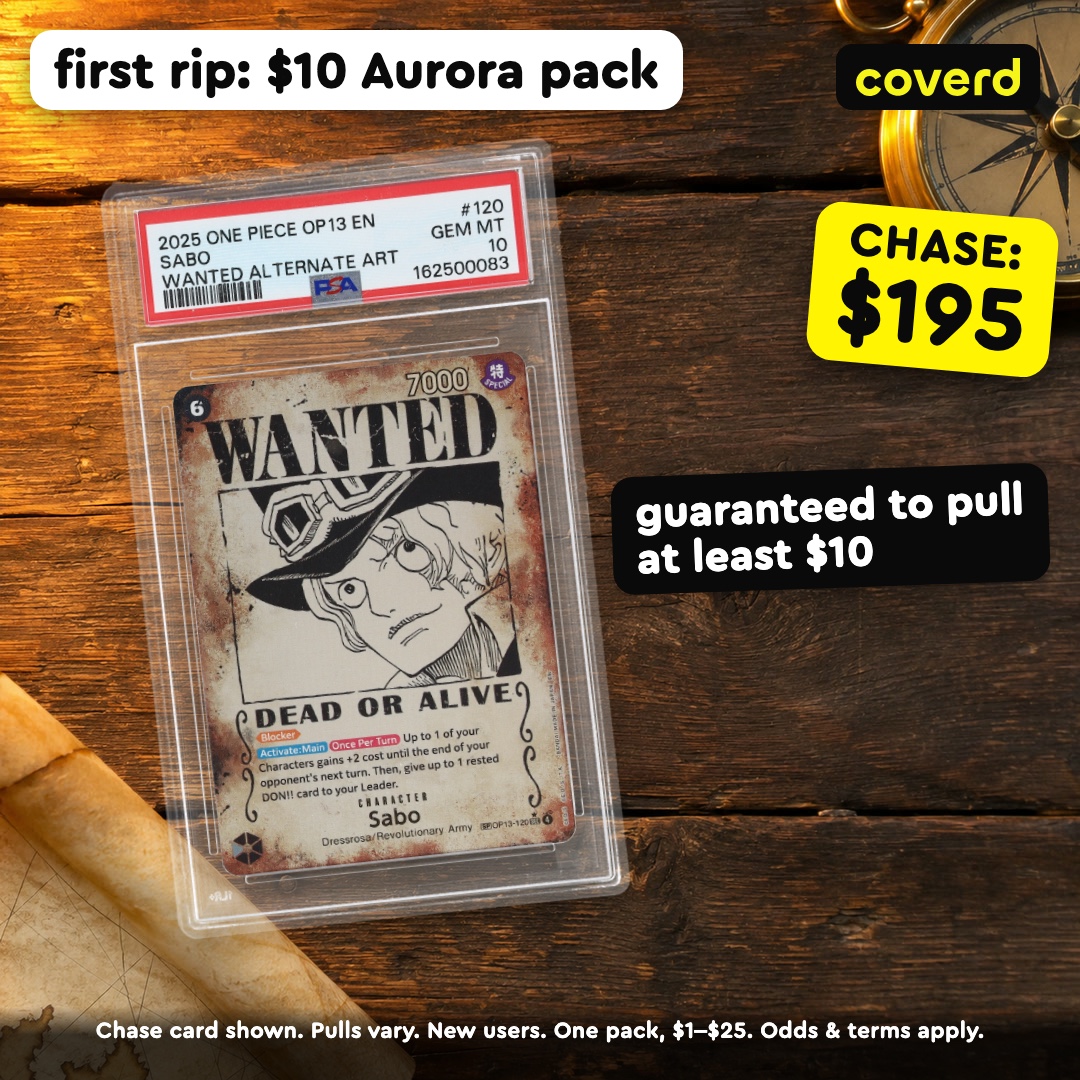 first rip: $10 Aurora pack
coverd
CHASE:
$195
2025 ONE PIECE OP13 EN
#120
SABO
GEM MT
WANTED ALTERNATE ART
10
162500083
PSA
6
7000
特
SPECIAL
WANTED
DEAD OR ALIVE
Blocker
Activate:Main Once Per Turn Up to 1 of your
Characters gains +2 cost until the end of your
opponent's next turn. Then, give up to 1 rested
DON!! card to your Leader.
CHARACTER
Sabo
Dressrosa/Revolutionary Army
SP OP13-120
guaranteed to pull
at least $10
Chase card shown. Pulls vary. New users. One pack, $1–$25. Odds & terms apply.